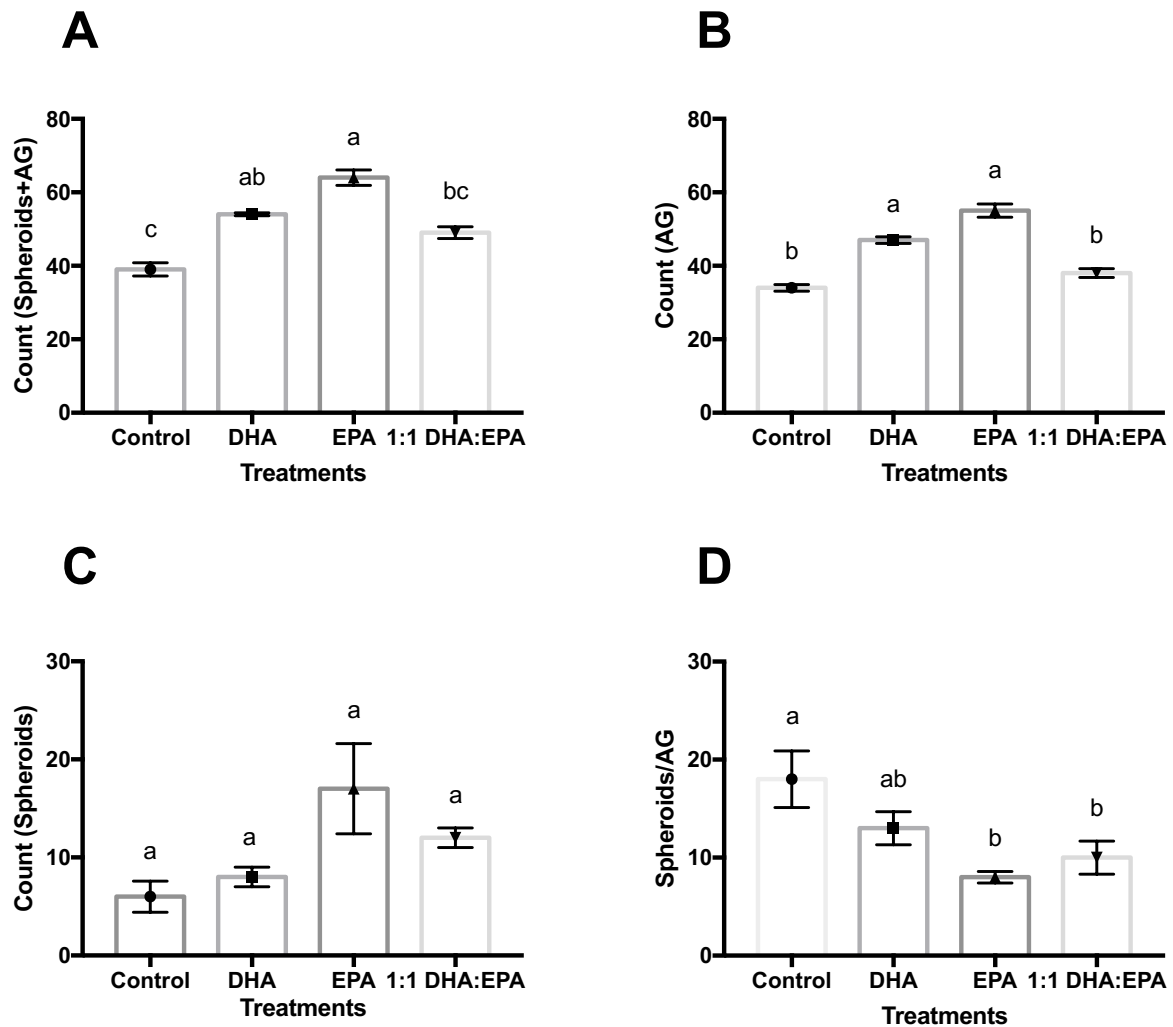 A
Count (Spheroids+AG)
80
60
40
20
0
c
ab
a
bc
Control DHA EPA 1:1 DHA:EPA
Treatments
B
Count (AG)
80
60
40
20
0
b
a
a
b
Control DHA EPA 1:1 DHA:EPA
Treatments
C
Count (Spheroids)
30
20
10
0
a
a
a
a
Control DHA EPA 1:1 DHA:EPA
Treatments
D
Spheroids/AG
30
20
10
0
a
ab
b
b
Control DHA EPA 1:1 DHA:EPA
Treatments